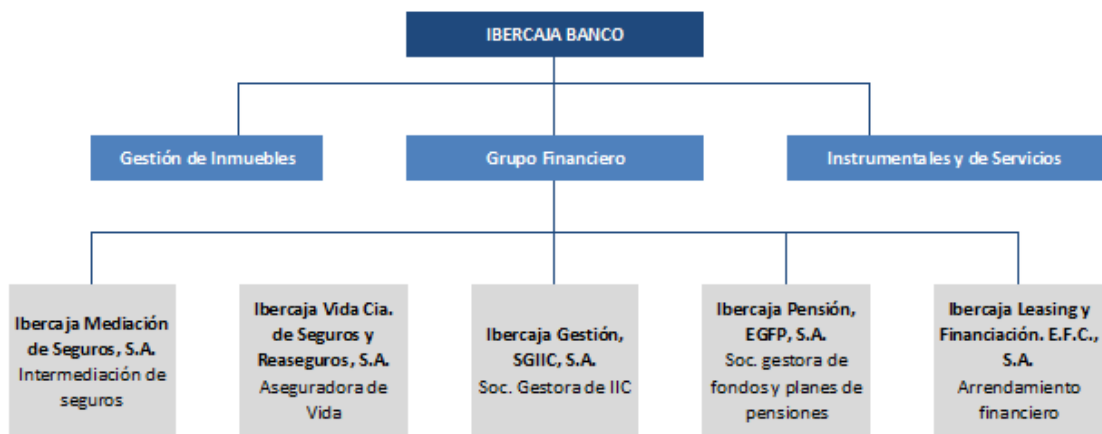 IBERCAJA BANCO
Gestión de Inmuebles
Grupo Financiero
Instrumentales y de Servicios
Ibercaja Mediación
de Seguros, S.A.
Intermediación de
seguros
Ibercaja Vida Cia.
de Seguros y
Reaseguros, S.A.
Aseguradora de
Vida
Ibercaja Gestión,
SGIIC, S.A.
Soc. Gestora de IIC
Ibercaja Pensión,
EGFP, S.A.
Soc. gestora de
fondos y planes de
pensiones
Ibercaja Leasing y
Financiación. E.F.C.,
S.A.
Arrendamiento
financiero